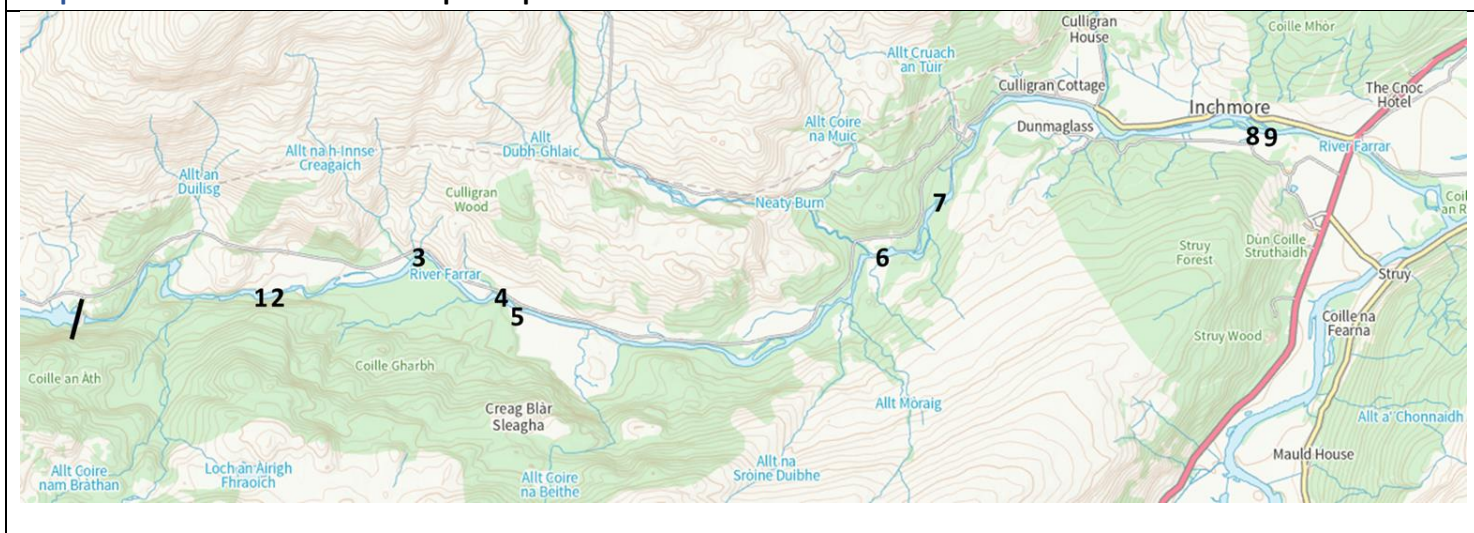 Culligran
House
Coille Mhòr
Allt Cruach
an Tùir
Culligran Cottage
The Cnoc
Hotel
Inchmore
Allt Coire
na Muic
Dunmaglass
8 9
River Farrar
Allt
Dubh-Ghlaic
Allt na h-Innse
Creagaich
Allt an
Duilisg
Culligran
Wood
Neaty Burn
7
Struy
Forest
Dùn Coille
Struthaidh
3
6
River Farrar
Struy
1 2
4
5
Coille na
Fearna
Struy Wood
Coille Gharbh
Coille an Àth
Creag Blàr
Sleagha
Allt Mòraig
Allt a' Chonnaidh
Mauld House
Allt Coire
nam Bràthan
Loch an Àirigh
Fhraoich
Allt Coire
na Beithe
Allt na
Sròine Duibhe